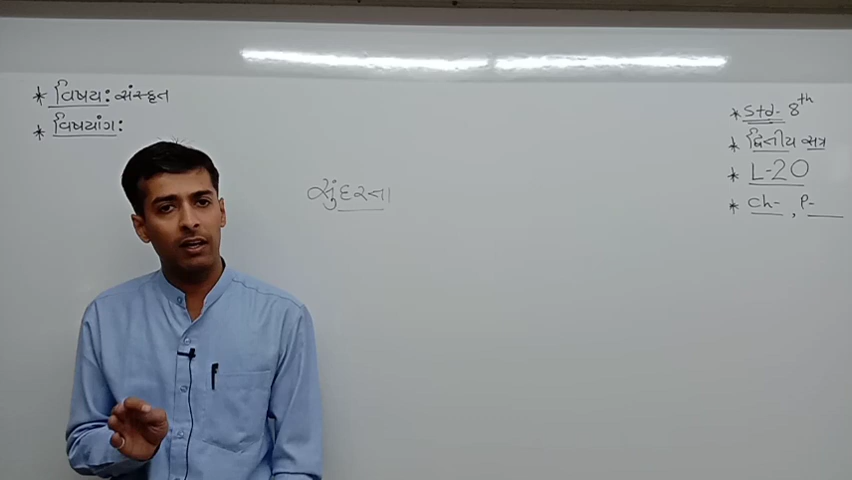 * વિષય: સંસ્કૃત
* વિષયાંગ:
સુંદરતા
* Std- 8th
* દ્વિતીય સત્ર
* L-20
* Ch- , P-